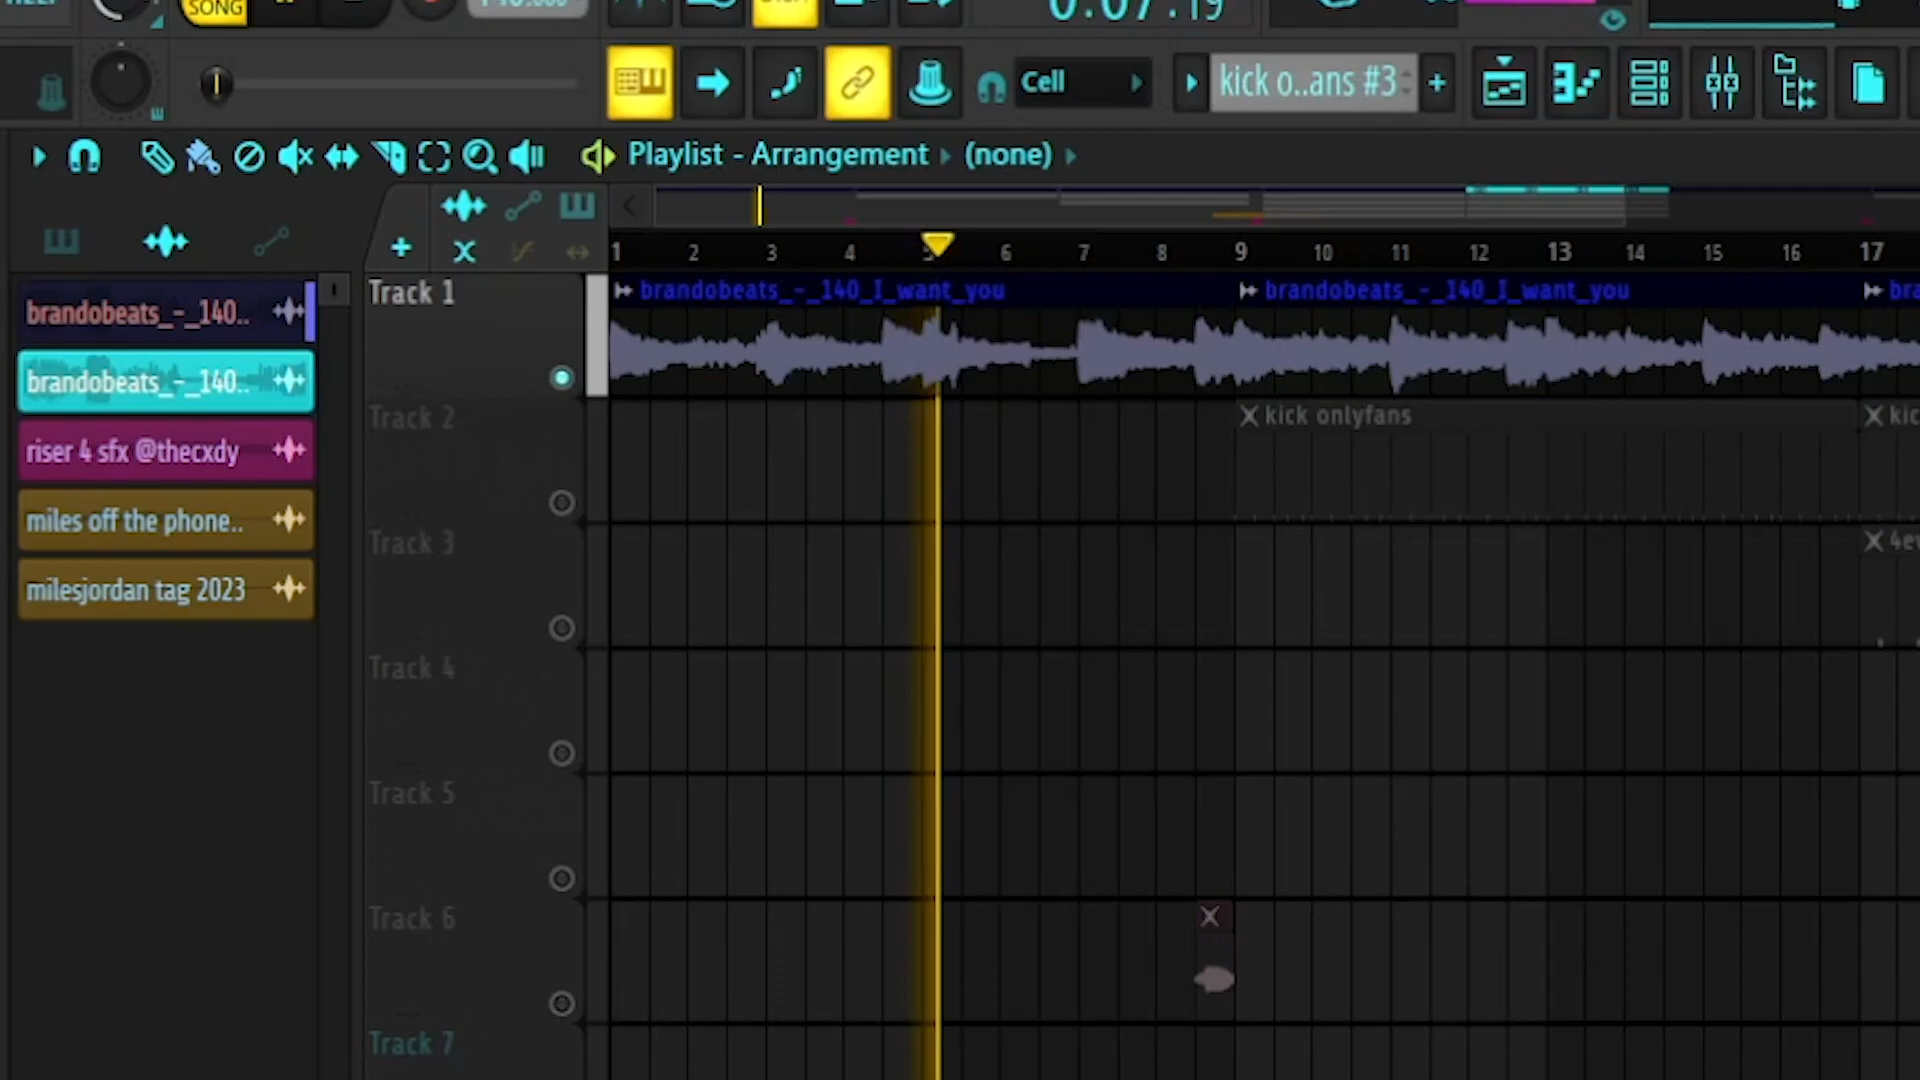 HELP
SONG
140.000
0:07:19
Cell
kick o..ans #3
Playlist - Arrangement
(none)
1 2 3 4 5 6 7 8 9 10 11 12 13 14 15 16 17
brandobeats_-_140..
brandobeats_-_140..
riser 4 sfx @thecxdy
miles off the phone..
milesjordan tag 2023
Track 1
brandobeats_-_140_I_want_you
brandobeats_-_140_I_want_you
bra
Track 2
kick onlyfans
kic
Track 3
4ev
Track 4
Track 5
Track 6
Track 7